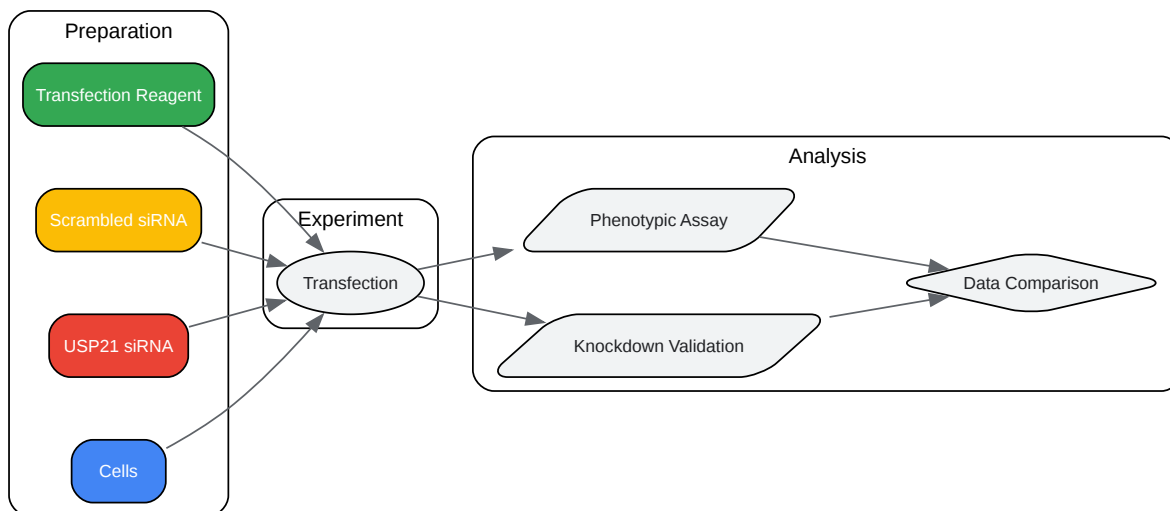 Preparation
Transfection Reagent
Scrambled siRNA
USP21 siRNA
Cells
Experiment
Transfection
Analysis
Phenotypic Assay
Knockdown Validation
Data Comparison